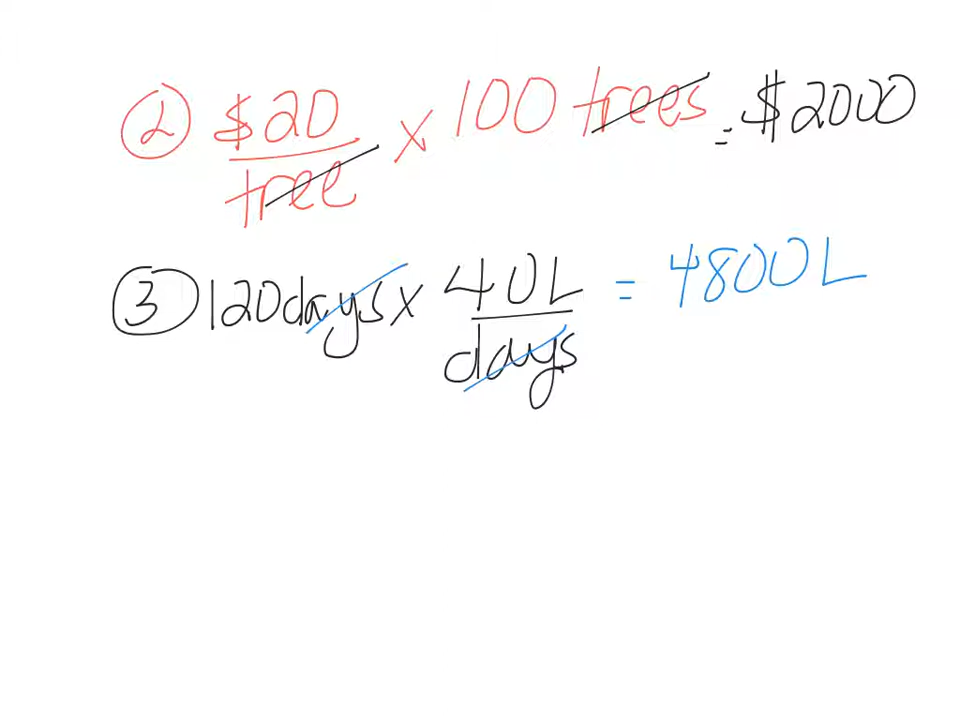 ② $20/tree x 100 trees = $2000
③ 120days x 40L/days = 4800L